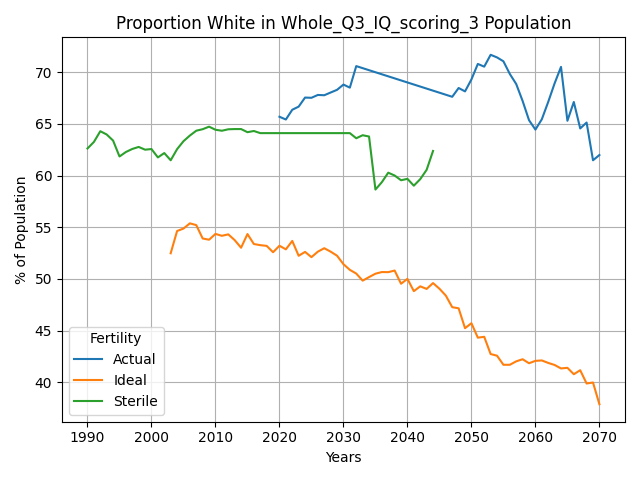 Proportion White in Whole_Q3_IQ_scoring_3 Population
% of Population
70
65
60
55
50
45
40
Fertility
Actual
Ideal
Sterile
1990 2000 2010 2020 2030 2040 2050 2060 2070
Years